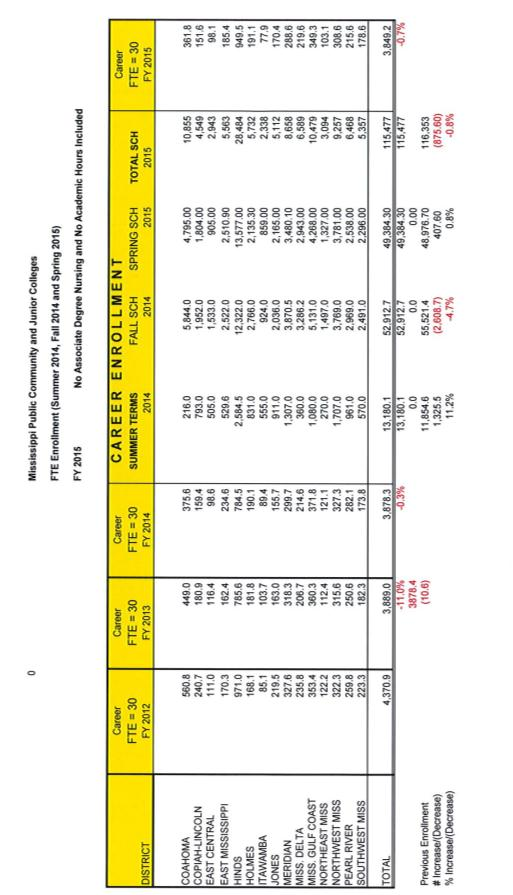 0
Mississippi Public Community and Junior Colleges
FTE Enrollment (Summer 2014, Fall 2014 and Spring 2015)
FY 2015 No Associate Degree Nursing and No Academic Hours Included
CAREER ENROLLMENT
Career Career Career SUMMER TERMS FALL SCH SPRING SCH TOTAL SCH Career
FTE = 30 FTE = 30 FTE = 30 2014 2014 2015 2015 FTE = 30
DISTRICT FY 2012 FY 2013 FY 2014 FY 2015
COAHOMA 560.8 449.0 375.6 216.0 5,844.0 4,795.00 10,855 361.8
COPIAH-LINCOLN 240.7 180.9 159.4 793.0 1,952.0 1,804.00 4,549 151.6
EAST CENTRAL 111.0 116.4 98.6 505.0 1,533.0 905.00 2,943 98.1
EAST MISSISSIPPI 170.3 162.4 234.6 529.6 2,522.0 2,510.90 5,563 185.4
HINDS 971.0 785.6 784.5 2,584.5 12,322.0 13,577.00 28,484 949.5
HOLMES 168.1 181.8 190.1 831.0 2,766.0 2,135.30 5,732 191.1
ITAWAMBA 85.1 103.7 89.4 555.0 924.0 859.00 2,338 77.9
JONES 219.5 163.0 155.7 911.0 2,036.0 2,165.00 5,112 170.4
MERIDIAN 327.6 318.3 299.7 1,307.0 3,870.5 3,480.10 8,658 288.6
MISS. DELTA 235.8 206.7 214.6 360.0 3,286.2 2,943.00 6,589 219.6
MISS. GULF COAST 353.4 360.3 371.8 1,080.0 5,131.0 4,268.00 10,479 349.3
NORTHEAST MISS 122.2 112.4 121.1 270.0 1,497.0 1,327.00 3,094 103.1
NORTHWEST MISS 322.3 315.6 327.3 1,707.0 3,769.0 3,781.00 9,257 308.6
PEARL RIVER 259.8 250.6 282.1 961.0 2,969.0 2,538.00 6,468 215.6
SOUTHWEST MISS 223.3 182.3 173.8 570.0 2,491.0 2,296.00 5,357 178.6
TOTAL 4,370.9 3,889.0 3,878.3 13,180.1 52,912.7 49,384.30 115,477 3,849.2
-11.0% -0.3% 13,180.1 52,912.7 49,384.30 115,477 -0.7%
3878.4 0.0 0.0 0.00
Previous Enrollment (10.6) 11,854.6 55,521.4 48,976.70 116,353
# Increase/(Decrease) 1,325.5 (2,608.7) 407.60 (875.60)
% Increase/(Decrease) 11.2% -4.7% 0.8% -0.8%